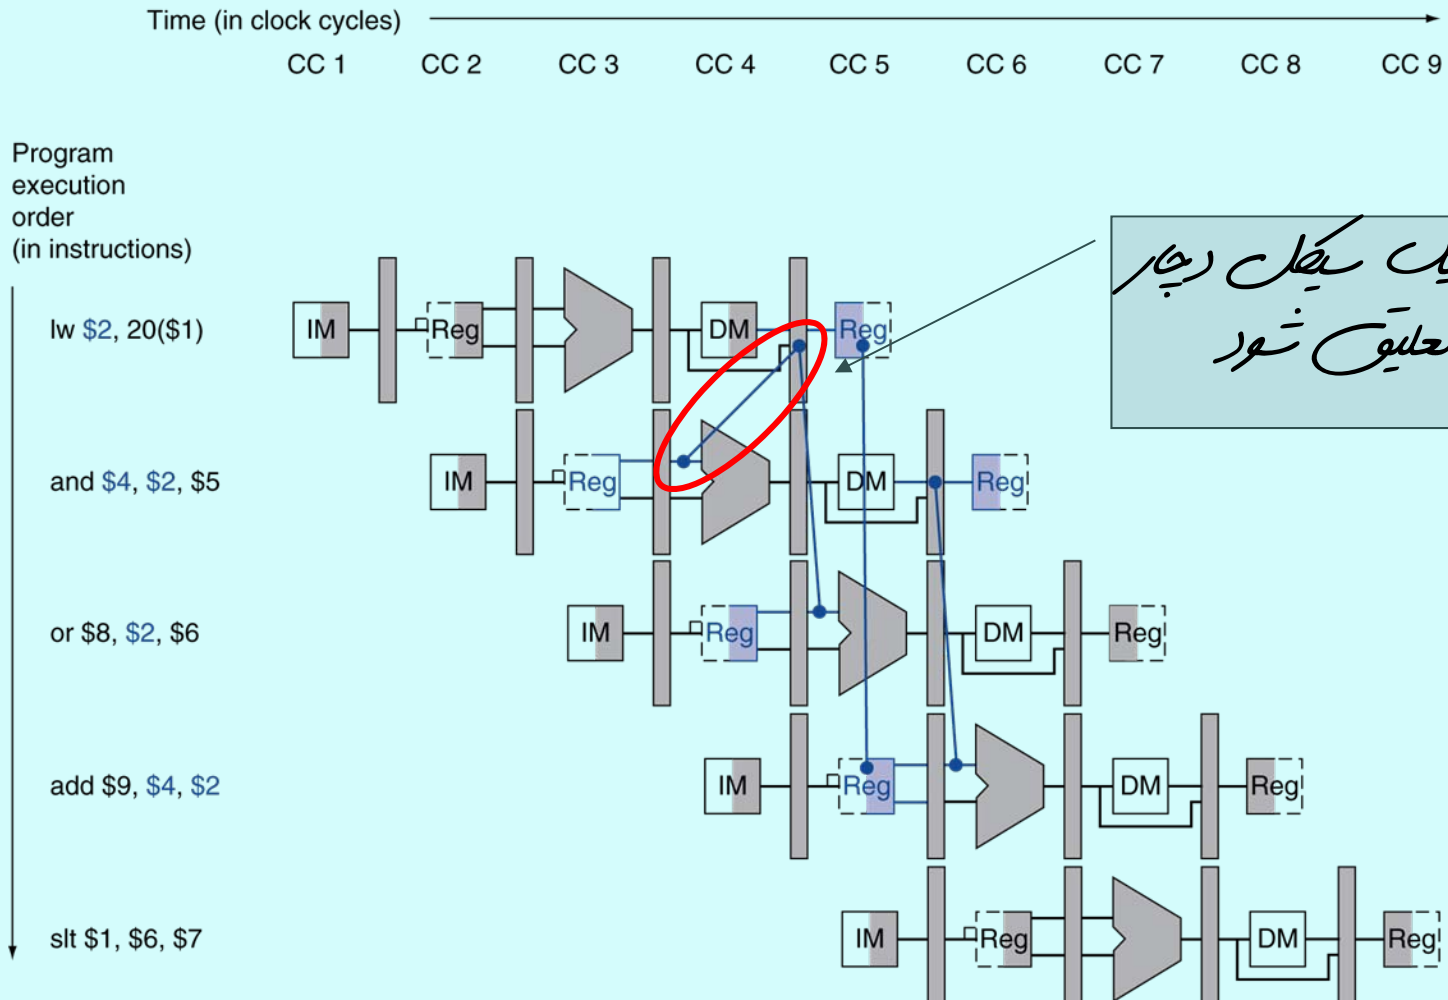 Time (in clock cycles)
CC 1 CC 2 CC 3 CC 4 CC 5 CC 6 CC 7 CC 8 CC 9
Program
execution
order
(in instructions)
lw $2, 20($1)
IM Reg DM Reg
سیکل دچار
شود
and $4, $2, $5
IM Reg DM Reg
or $8, $2, $6
IM Reg DM Reg
add $9, $4, $2
IM Reg DM Reg
slt $1, $6, $7
IM Reg DM Reg